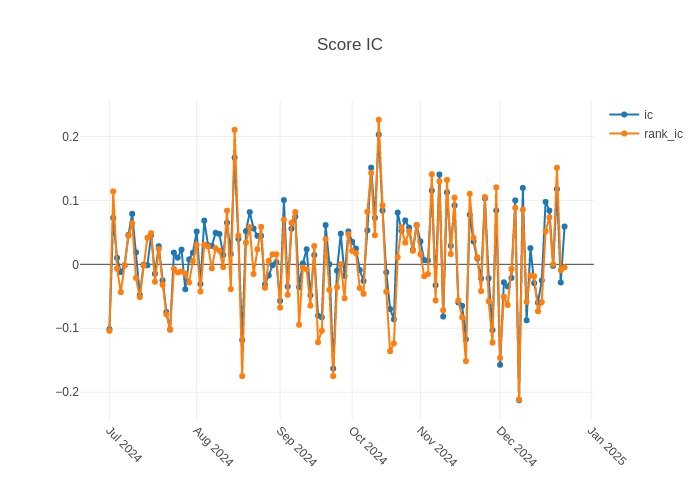 Score IC
ic
rank_ic
0.2
0.1
0
−0.1
−0.2
Jul 2024
Aug 2024
Sep 2024
Oct 2024
Nov 2024
Dec 2024
Jan 2025